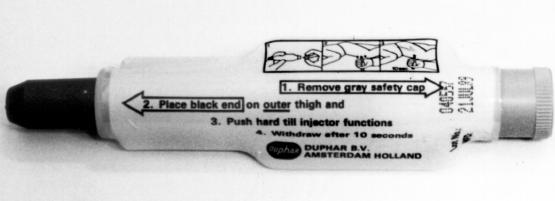 1. Remove gray safety cap
2. Place black end on outer thigh and
3. Push hard till injector functions
4. Withdraw after 10 seconds
Duphar
DUPHAR B.V.
AMSTERDAM HOLLAND
21JUL99